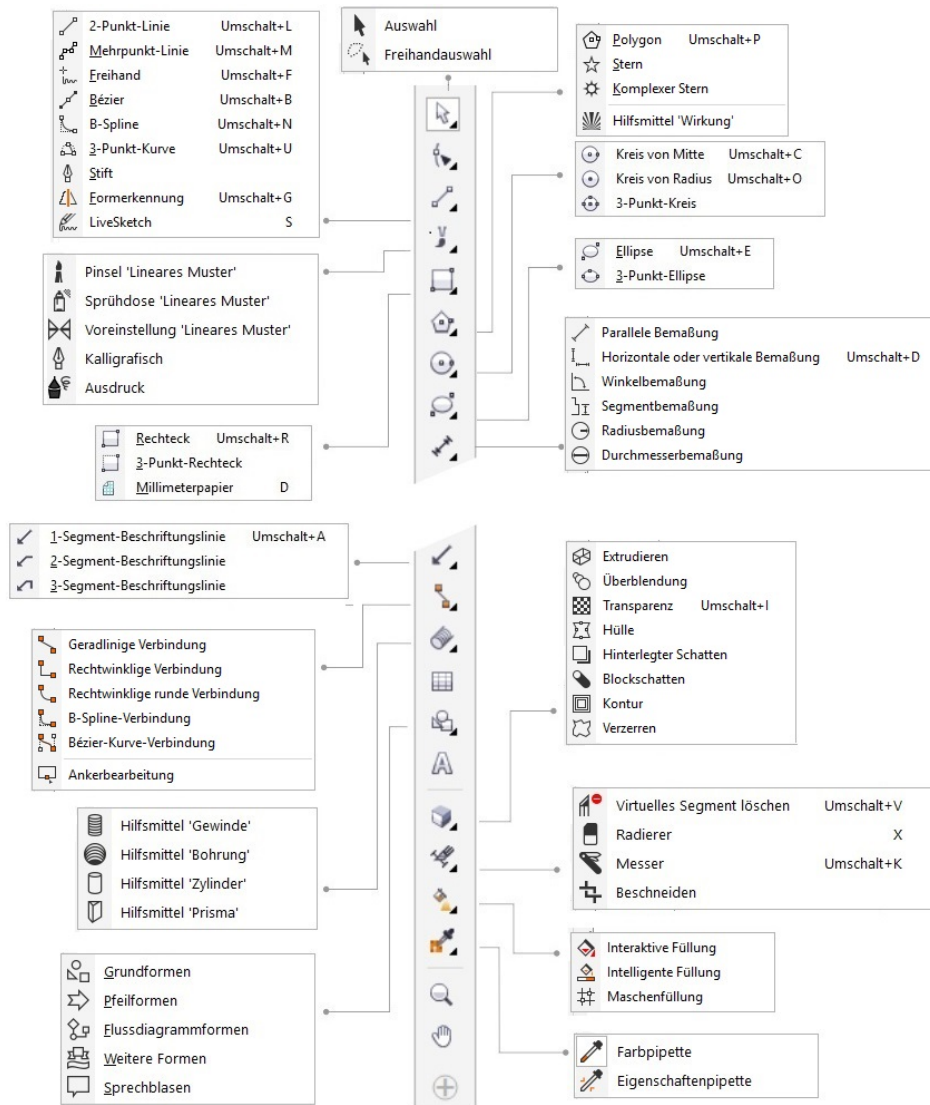 2-Punkt-Linie Umschalt+L
Mehrpunkt-Linie Umschalt+M
Freihand Umschalt+F
Bézier Umschalt+B
B-Spline Umschalt+N
3-Punkt-Kurve Umschalt+U
Stift
Formerkennung Umschalt+G
LiveSketch S
Auswahl
Freihandauswahl
Polygon Umschalt+P
Stern
Komplexer Stern
Hilfsmittel 'Wirkung'
Kreis von Mitte Umschalt+C
Kreis von Radius Umschalt+O
3-Punkt-Kreis
Pinsel 'Lineares Muster'
Sprühdose 'Lineares Muster'
Voreinstellung 'Lineares Muster'
Kalligrafisch
Ausdruck
Ellipse Umschalt+E
3-Punkt-Ellipse
Parallele Bemaßung
Horizontale oder vertikale Bemaßung Umschalt+D
Winkelbemaßung
Segmentbemaßung
Radiusbemaßung
Durchmesserbemaßung
Rechteck Umschalt+R
3-Punkt-Rechteck
Millimeterpapier D
1-Segment-Beschriftungslinie Umschalt+A
2-Segment-Beschriftungslinie
3-Segment-Beschriftungslinie
Extrudieren
Überblendung
Transparenz Umschalt+I
Hülle
Hinterlegter Schatten
Blockschatten
Kontur
Verzerren
Geradlinige Verbindung
Rechtwinklige Verbindung
Rechtwinklige runde Verbindung
B-Spline-Verbindung
Bézier-Kurve-Verbindung
Ankerbearbeitung
Virtuelles Segment löschen Umschalt+V
Radierer X
Messer Umschalt+K
Beschneiden
Hilfsmittel 'Gewinde'
Hilfsmittel 'Bohrung'
Hilfsmittel 'Zylinder'
Hilfsmittel 'Prisma'
Interaktive Füllung
Intelligente Füllung
Maschenfüllung
Grundformen
Pfeilformen
Flussdiagrammformen
Weitere Formen
Sprechblasen
Farbpipette
Eigenschaftenpipette